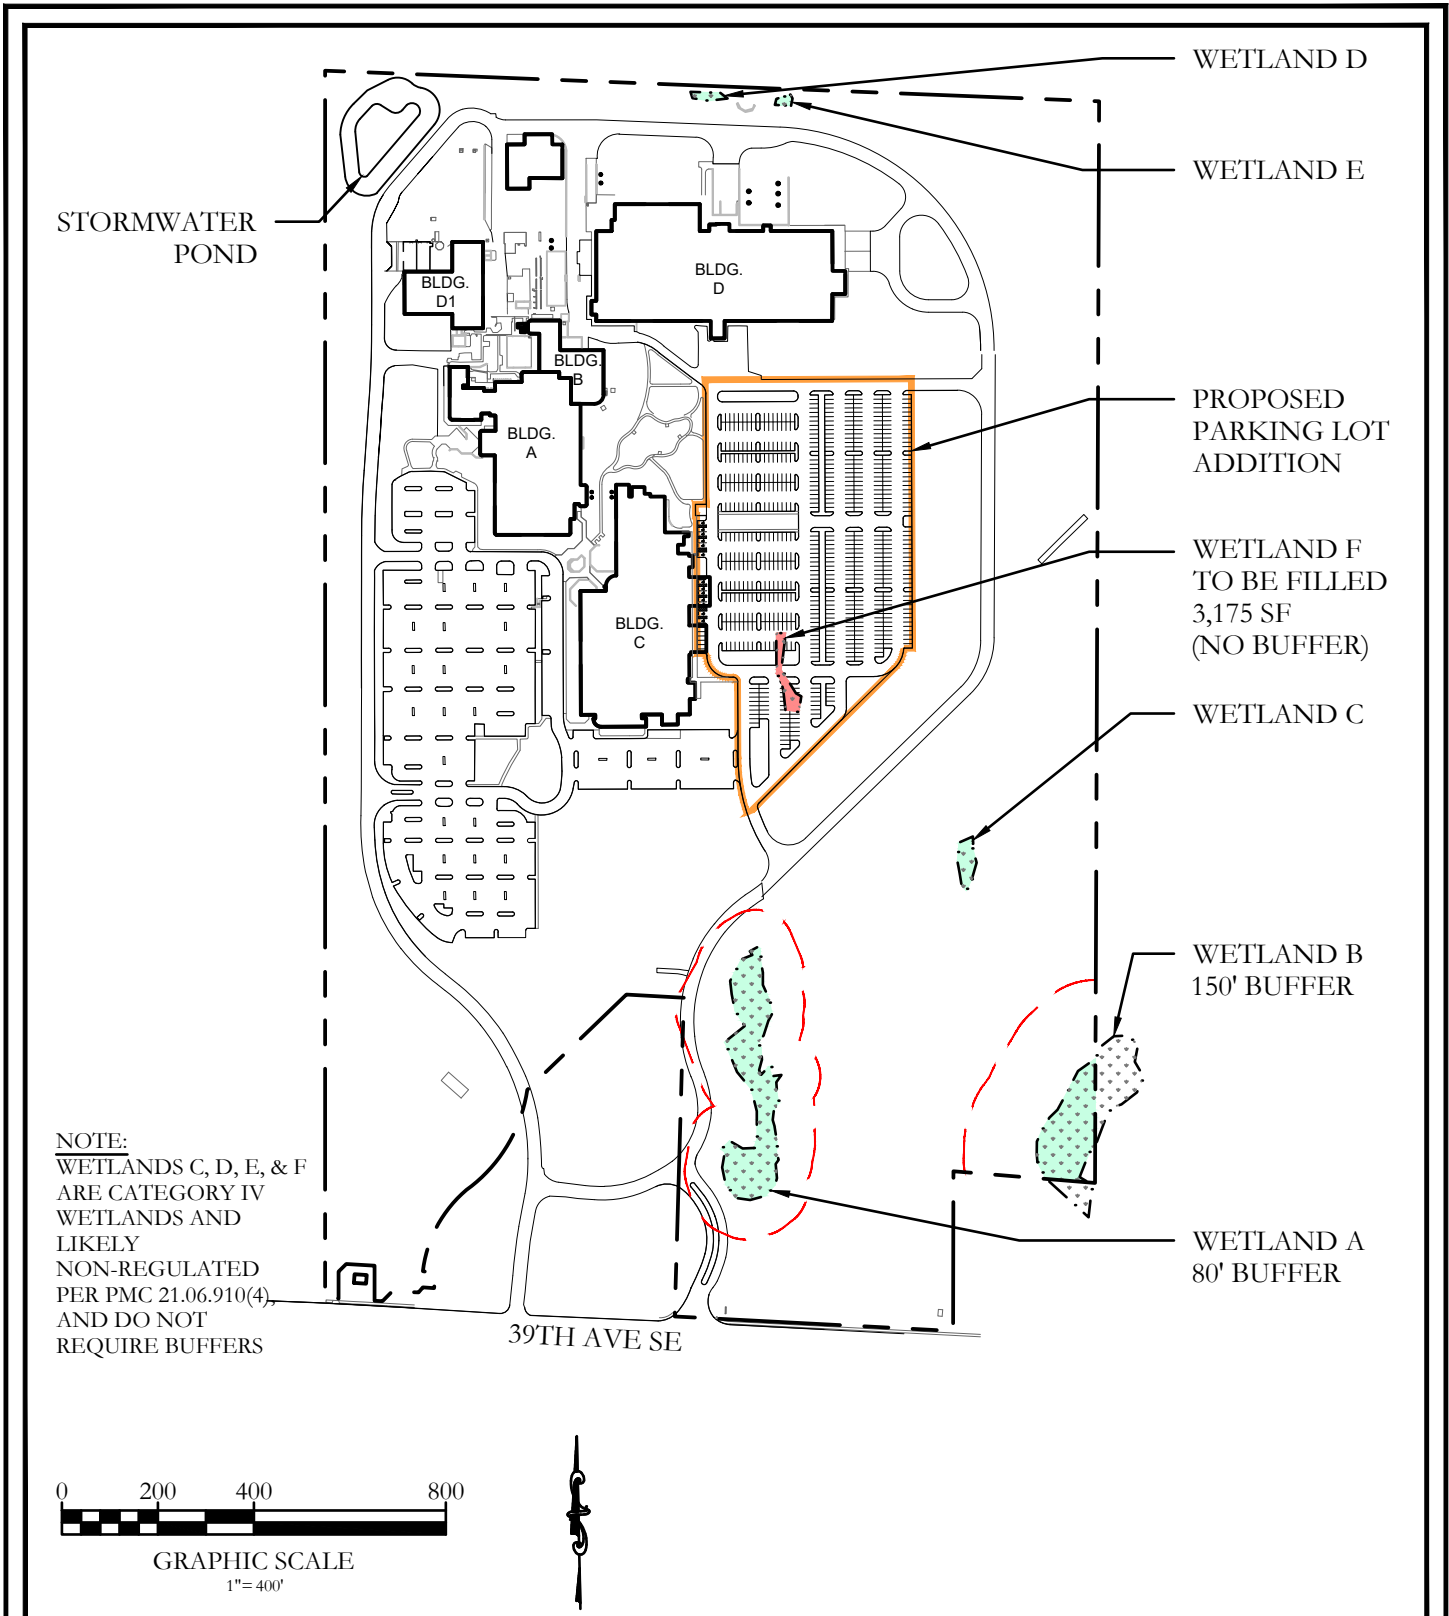 WETLAND D
WETLAND E
STORMWATER
POND
BLDG.
D1
BLDG.
D
BLDG.
B
BLDG.
A
BLDG.
C
PROPOSED
PARKING LOT
ADDITION
WETLAND F
TO BE FILLED
3,175 SF
(NO BUFFER)
WETLAND C
WETLAND B
150' BUFFER
WETLAND A
80' BUFFER
NOTE:
WETLANDS C, D, E, & F
ARE CATEGORY IV
WETLANDS AND
LIKELY
NON-REGULATED
PER PMC 21.06.910(4),
AND DO NOT
REQUIRE BUFFERS
39TH AVE SE
0 200 400 800
GRAPHIC SCALE
1"= 400'